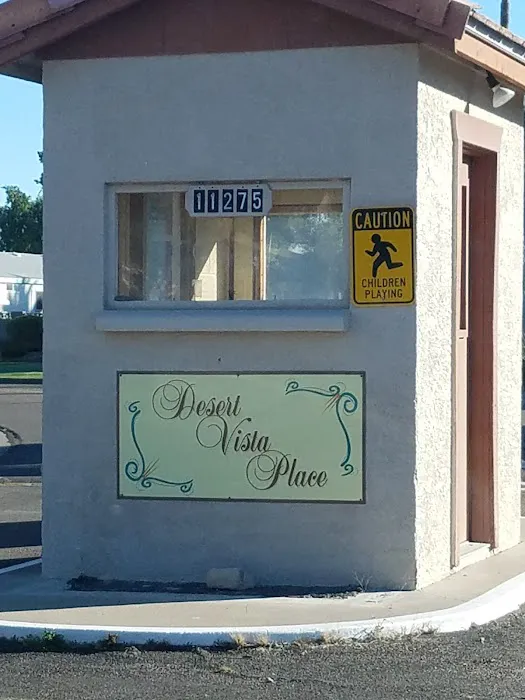 11275
CAUTION
CHILDREN
PLAYING
Desert
Vista
Place